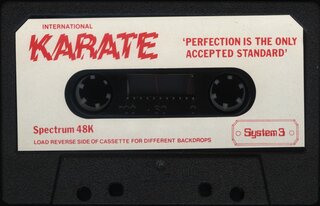 INTERNATIONAL
KARATE
'PERFECTION IS THE ONLY
ACCEPTED STANDARD'
Spectrum 48K
LOAD REVERSE SIDE OF CASSETTE FOR DIFFERENT BACKDROPS
System 3